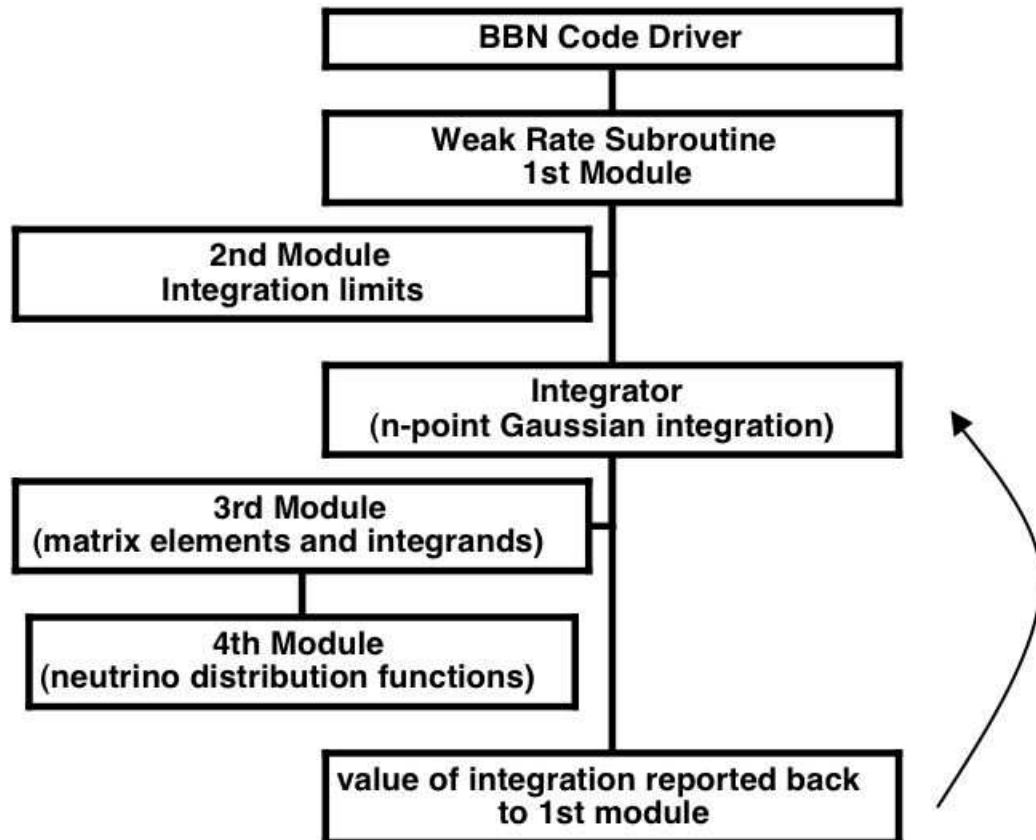 BBN Code Driver
Weak Rate Subroutine
1st Module
2nd Module
Integration limits
Integrator
(n-point Gaussian integration)
3rd Module
(matrix elements and integrands)
4th Module
(neutrino distribution functions)
value of integration reported back
to 1st module